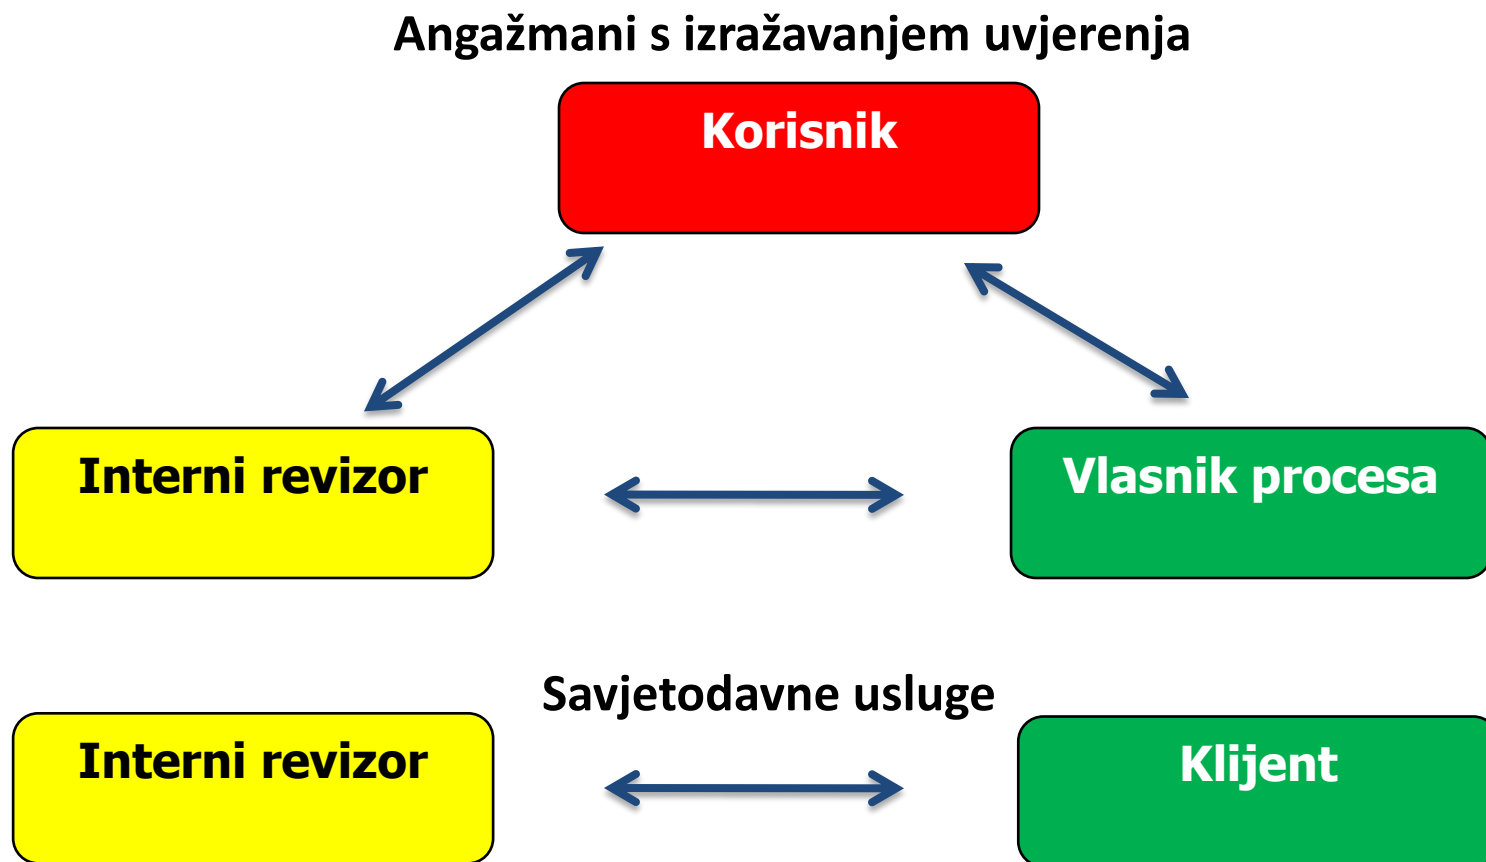 Angažmani s izražavanjem uvjerenja
Korisnik
Interni revizor
Vlasnik procesa
Savjetodavne usluge
Interni revizor
Klijent